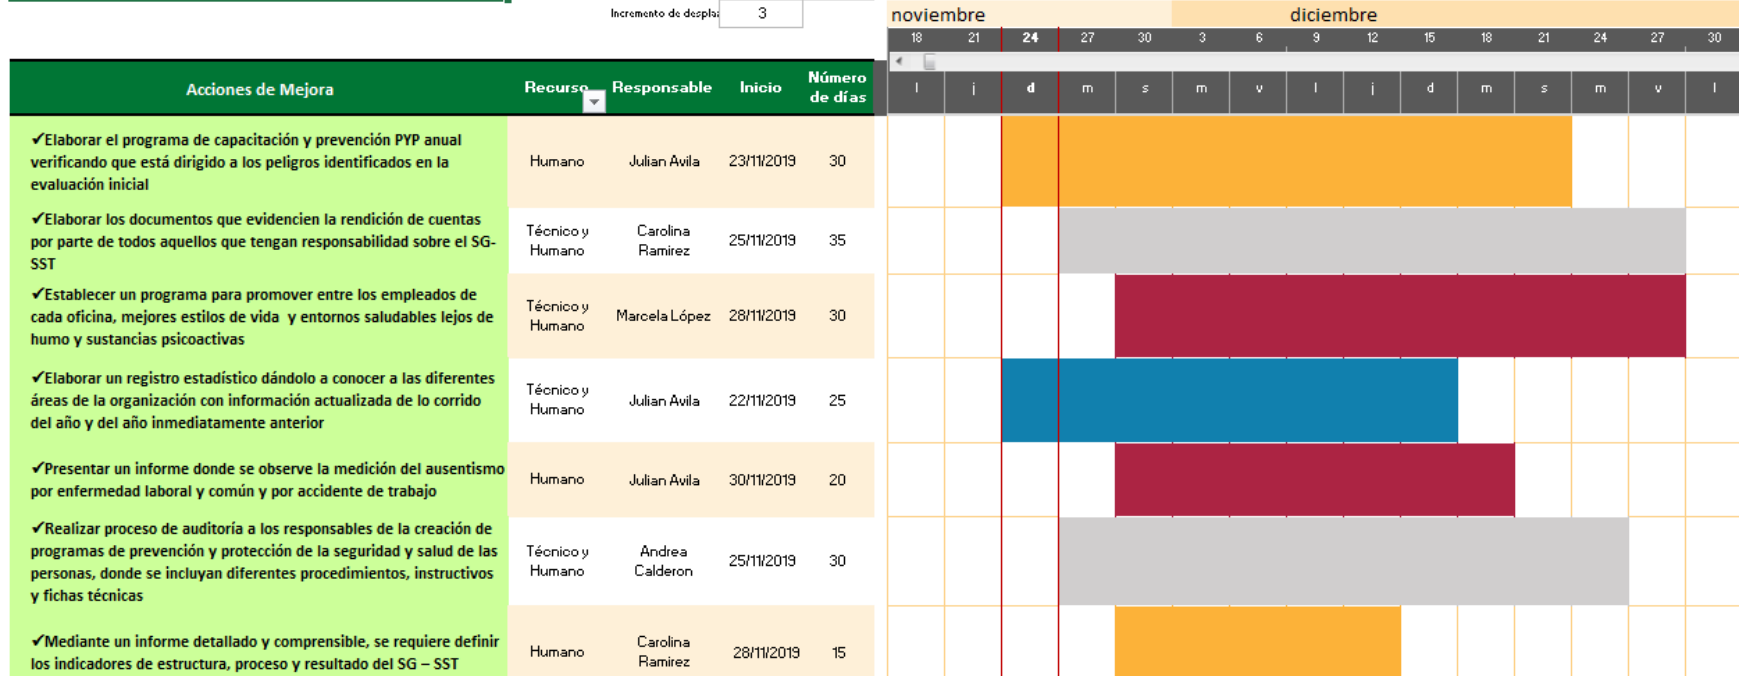 Incremento de despla: 3
noviembre diciembre
18 21 24 27 30 3 6 9 12 15 18 21 24 27 30
Acciones de Mejora Recurso Responsable Inicio Número de días
l j d m s m v l j d m s m v l
✓Elaborar el programa de capacitación y prevención PYP anual
verificando que está dirigido a los peligros identificados en la
evaluación inicial
Humano Julian Avila 23/11/2019 30
✓Elaborar los documentos que evidencien la rendición de cuentas
por parte de todos aquellos que tengan responsabilidad sobre el SG-
SST
Técnico y Humano Carolina Ramirez 25/11/2019 35
✓Establecer un programa para promover entre los empleados de
cada oficina, mejores estilos de vida y entornos saludables lejos de
humo y sustancias psicoactivas
Técnico y Humano Marcela López 28/11/2019 30
✓Elaborar un registro estadístico dándolo a conocer a las diferentes
áreas de la organización con información actualizada de lo corrido
del año y del año inmediatamente anterior
Técnico y Humano Julian Avila 22/11/2019 25
✓Presentar un informe donde se observe la medición del ausentismo
por enfermedad laboral y común y por accidente de trabajo
Humano Julian Avila 30/11/2019 20
✓Realizar proceso de auditoría a los responsables de la creación de
programas de prevención y protección de la seguridad y salud de las
personas, donde se incluyan diferentes procedimientos, instructivos
y fichas técnicas
Técnico y Humano Andrea Calderon 25/11/2019 30
✓Mediante un informe detallado y comprensible, se requiere definir
los indicadores de estructura, proceso y resultado del SG – SST
Humano Carolina Ramirez 28/11/2019 15